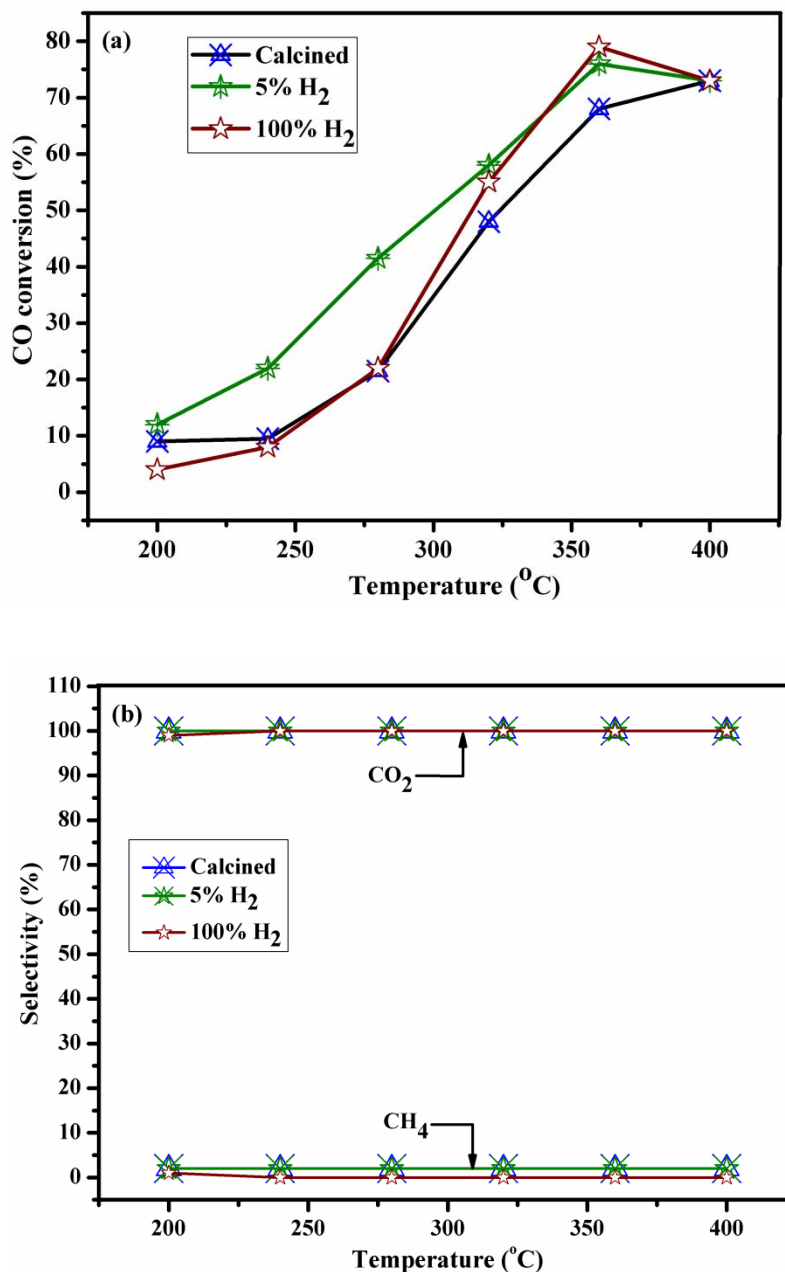 (a)
Calcined
5% H2
100% H2
CO conversion (%)
80
70
60
50
40
30
20
10
0
200 250 300 350 400
Temperature (oC)
(b)
110
100
90
80
70
60
50
40
30
20
10
0
CO2
Calcined
5% H2
100% H2
Selectivity (%)
CH4
200 250 300 350 400
Temperature (oC)